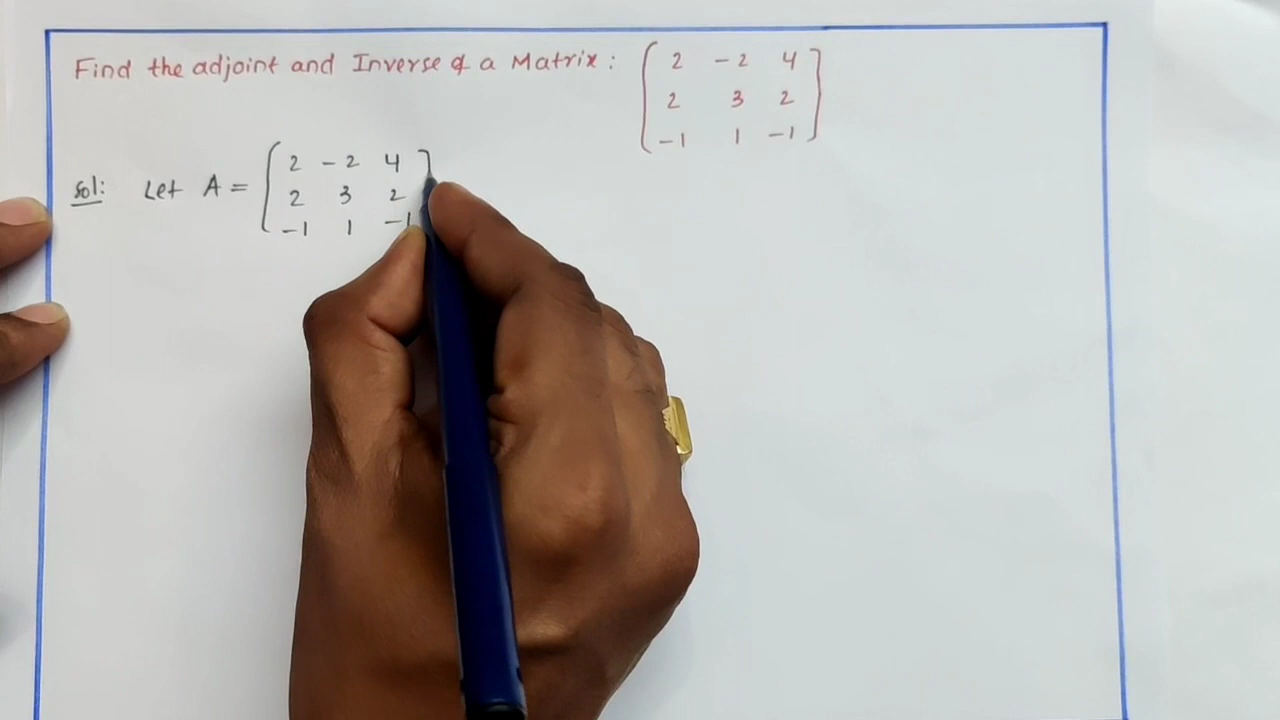 Find the adjoint and Inverse of a Matrix : [ 2 -2 4
2 3 2
-1 1 -1 ]
Sol: Let A = [ 2 -2 4
2 3 2
-1 1 -1